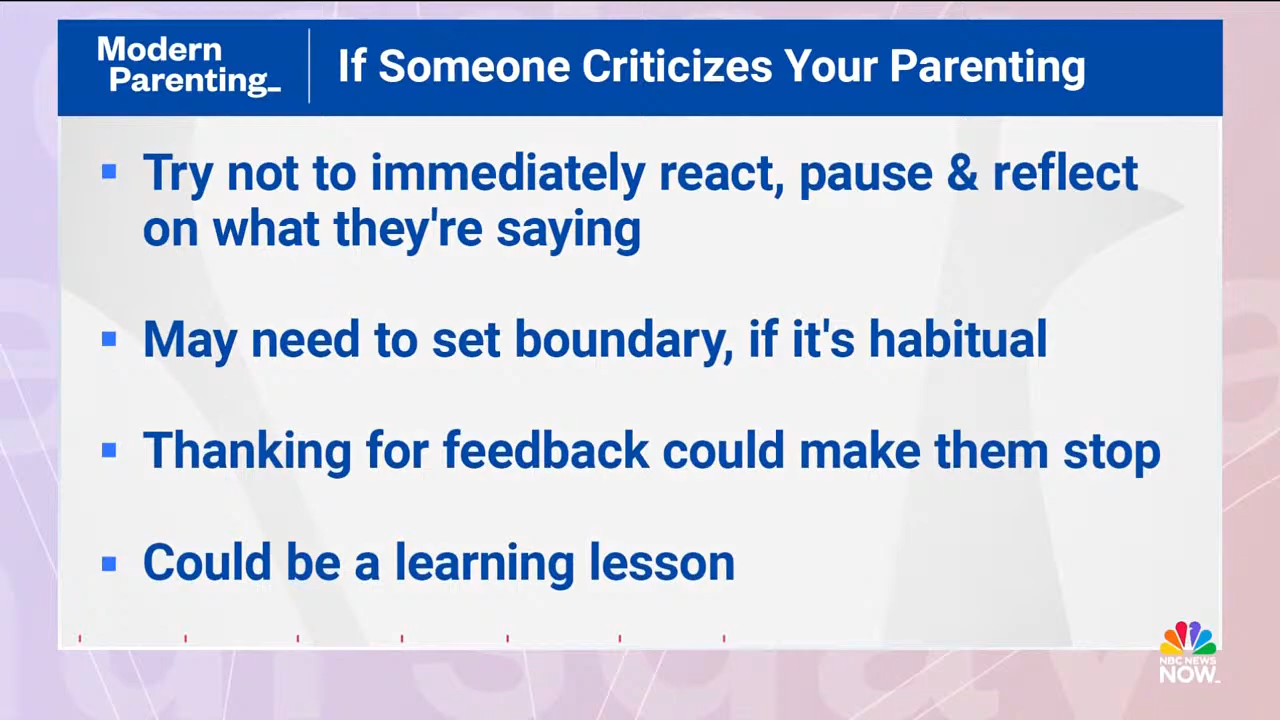 Modern
Parenting_
If Someone Criticizes Your Parenting
Try not to immediately react, pause & reflect
on what they're saying
May need to set boundary, if it's habitual
Thanking for feedback could make them stop
Could be a learning lesson
NBC NEWS
NOW_